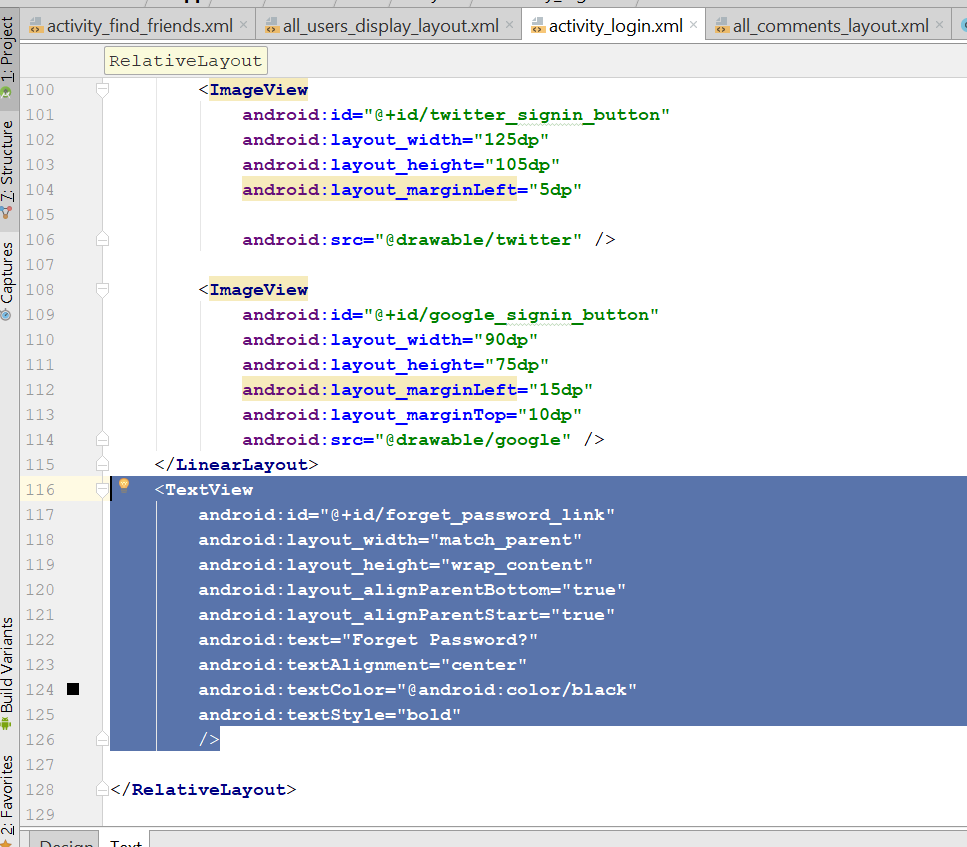 activity_find_friends.xml × all_users_display_layout.xml × activity_login.xml × all_comments_layout.xml ×
1: Project
Z: Structure
Captures
Build Variants
2: Favorites
RelativeLayout
100 <ImageView
101 android:id="@+id/twitter_signin_button"
102 android:layout_width="125dp"
103 android:layout_height="105dp"
104 android:layout_marginLeft="5dp"
105
106 android:src="@drawable/twitter" />
107
108 <ImageView
109 android:id="@+id/google_signin_button"
110 android:layout_width="90dp"
111 android:layout_height="75dp"
112 android:layout_marginLeft="15dp"
113 android:layout_marginTop="10dp"
114 android:src="@drawable/google" />
115 </LinearLayout>
116 <TextView
117 android:id="@+id/forget_password_link"
118 android:layout_width="match_parent"
119 android:layout_height="wrap_content"
120 android:layout_alignParentBottom="true"
121 android:layout_alignParentStart="true"
122 android:text="Forget Password?"
123 android:textAlignment="center"
124 android:textColor="@android:color/black"
125 android:textStyle="bold"
126 />
127
128 </RelativeLayout>
129
Design Text